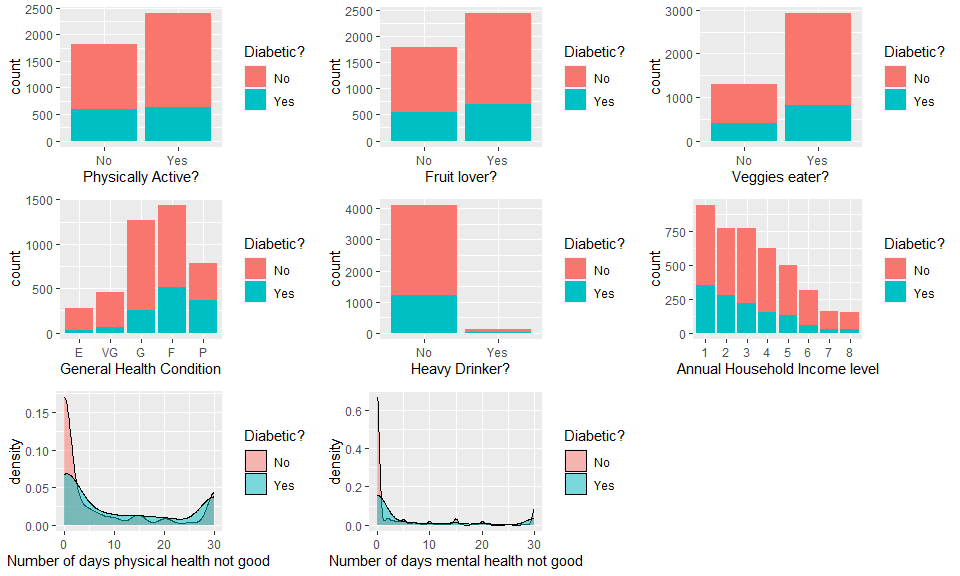 2500
2000
1500
1000
500
0
count
No Yes
Physically Active?
Diabetic?
No
Yes
2500
2000
1500
1000
500
0
count
No Yes
Fruit lover?
Diabetic?
No
Yes
3000
2000
1000
0
count
No Yes
Veggies eater?
Diabetic?
No
Yes
1500
1000
500
0
count
E VG G F P
General Health Condition
Diabetic?
No
Yes
4000
3000
2000
1000
0
count
No Yes
Heavy Drinker?
Diabetic?
No
Yes
750
500
250
0
count
1 2 3 4 5 6 7 8
Annual Household Income level
Diabetic?
No
Yes
0.15
0.10
0.05
0.00
density
0 10 20 30
Number of days physical health not good
Diabetic?
No
Yes
0.6
0.4
0.2
0.0
density
0 10 20 30
Number of days mental health not good
Diabetic?
No
Yes